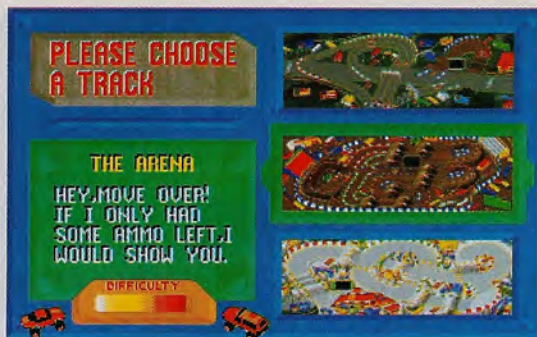 PLEASE CHOOSE
A TRACK
THE ARENA
HEY,MOVE OVER!
IF I ONLY HAD
SOME AMMO LEFT,I
WOULD SHOW YOU.
DIFFICULTY